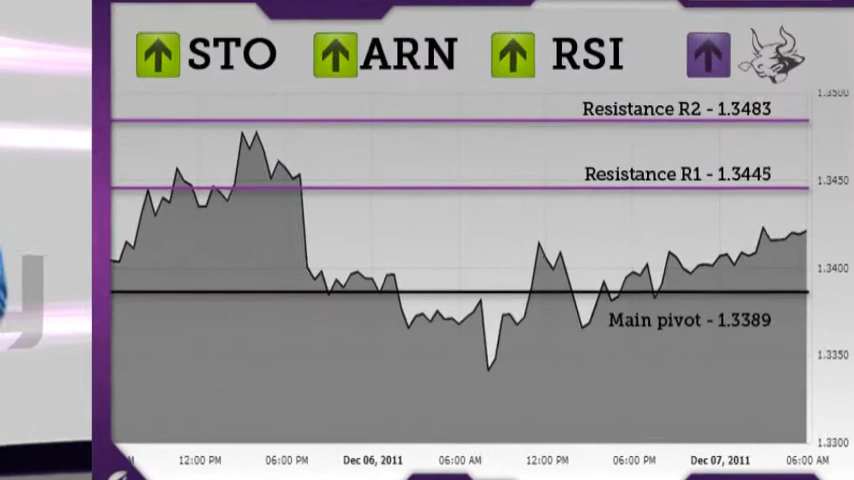 STO ARN RSI
1.3500
Resistance R2 - 1.3483
Resistance R1 - 1.3445
1.3450
1.3400
Main pivot - 1.3389
1.3350
1.3300
12:00 PM 06:00 PM Dec 06, 2011 06:00 AM 12:00 PM 06:00 PM Dec 07, 2011 06:00 AM